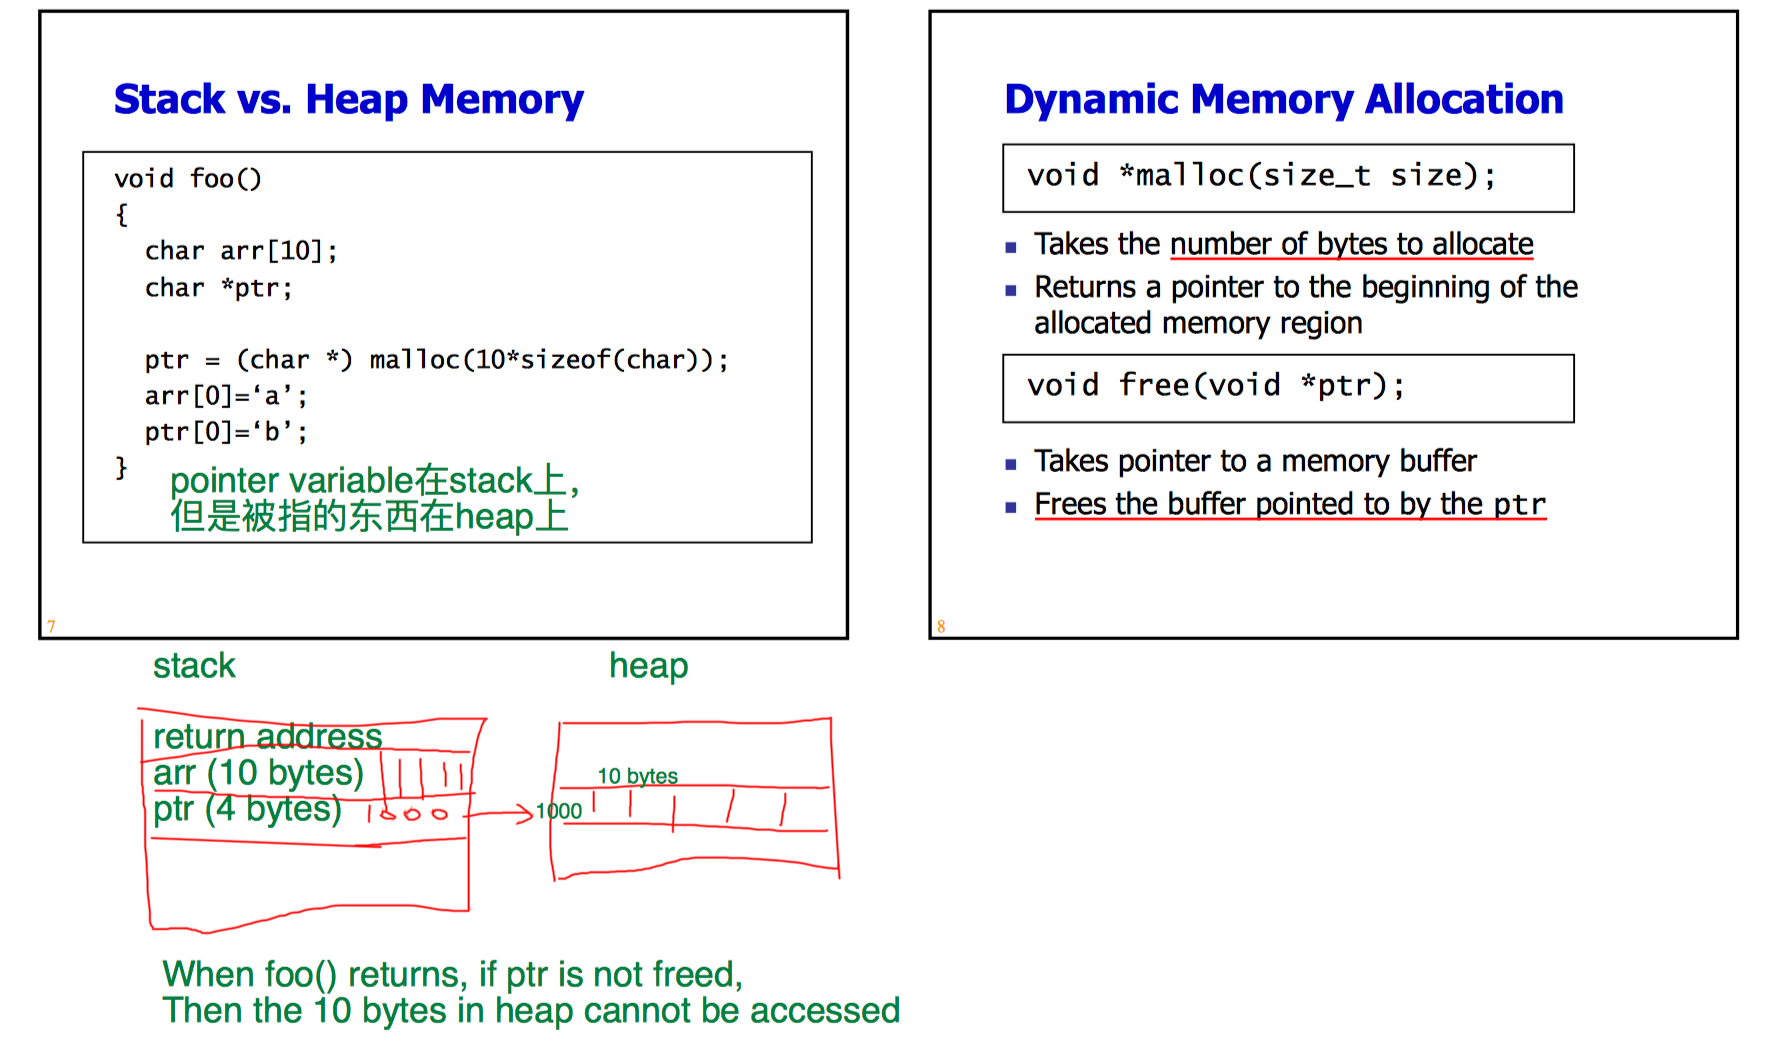 Stack vs. Heap Memory
void foo()
{
char arr[10];
char *ptr;
ptr = (char *) malloc(10*sizeof(char));
arr[0]=‘a’;
ptr[0]=‘b’;
}
pointer variable在stack上，
但是被指的东西在heap上
7
Dynamic Memory Allocation
void *malloc(size_t size);
Takes the number of bytes to allocate
Returns a pointer to the beginning of the
allocated memory region
void free(void *ptr);
Takes pointer to a memory buffer
Frees the buffer pointed to by the ptr
8
stack
return address
arr (10 bytes)
ptr (4 bytes) 1000
heap
10 bytes
1000
When foo() returns, if ptr is not freed,
Then the 10 bytes in heap cannot be accessed